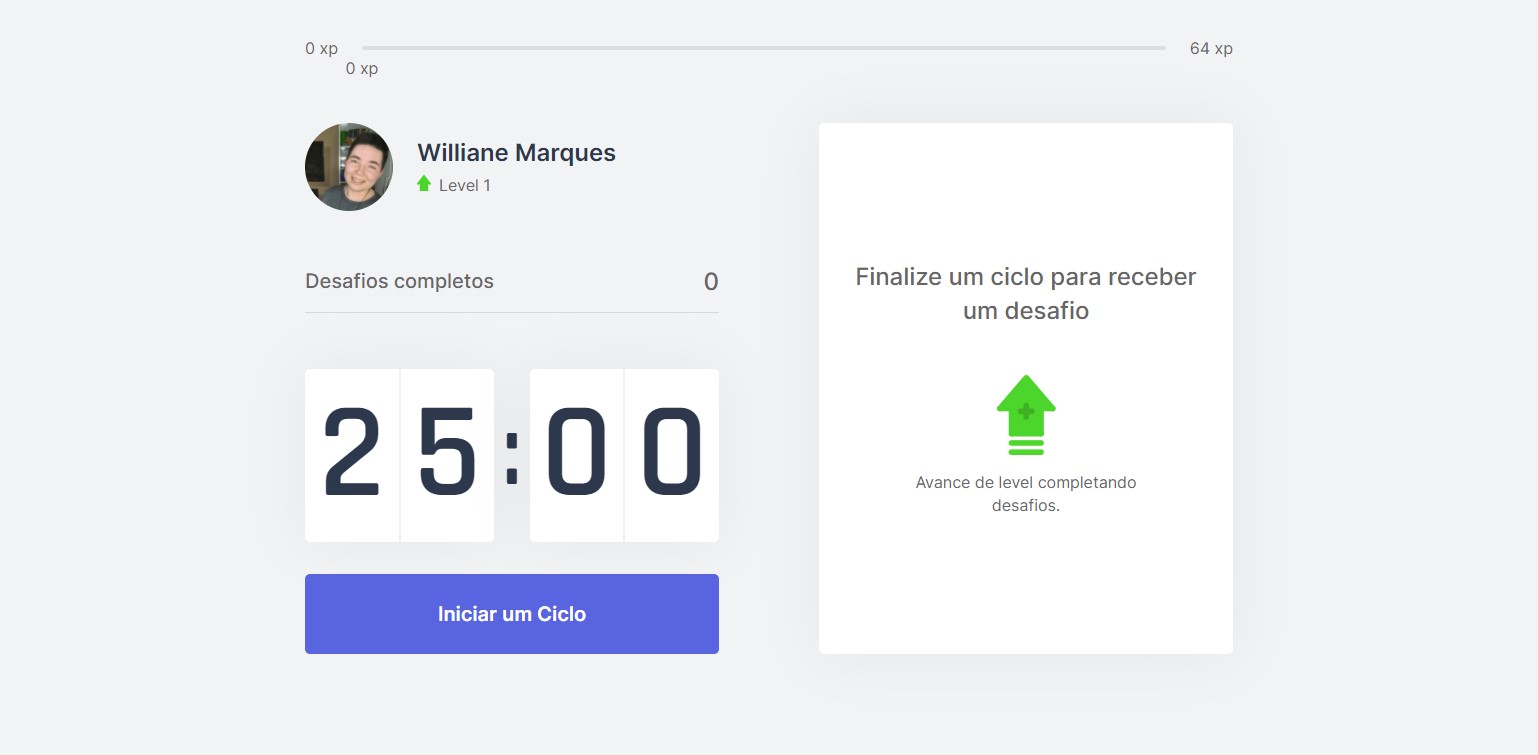 0 xp
64 xp
0 xp
Williane Marques
Level 1
Desafios completos
0
25:00
Iniciar um Ciclo
Finalize um ciclo para receber
um desafio
Avance de level completando
desafios.